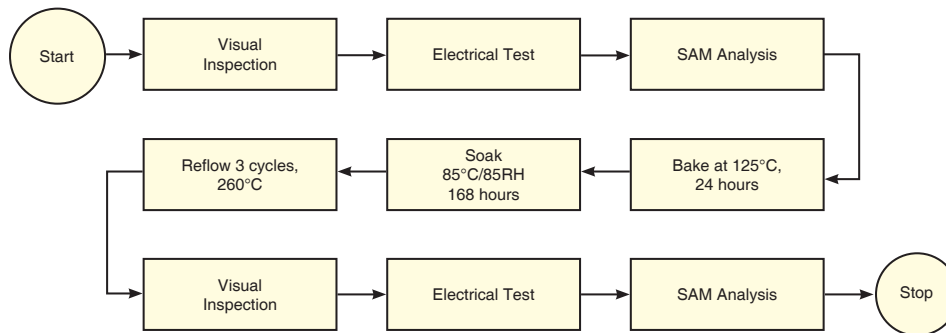 Start
Visual
Inspection
Electrical Test
SAM Analysis
Bake at 125°C,
24 hours
Soak
85°C/85RH
168 hours
Reflow 3 cycles,
260°C
Visual
Inspection
Electrical Test
SAM Analysis
Stop